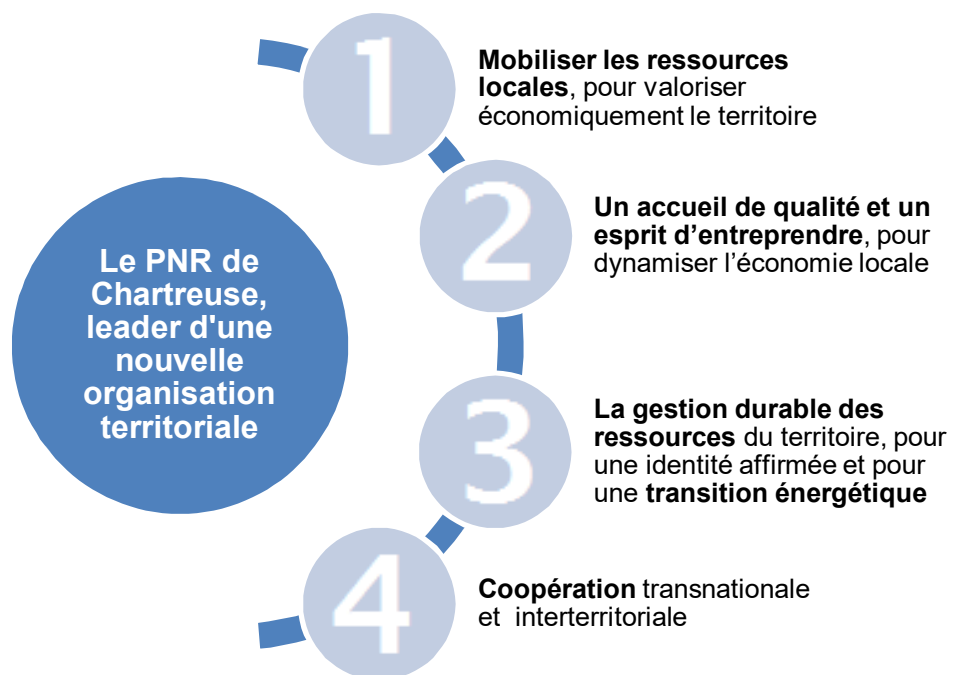 1
Mobiliser les ressources
locales, pour valoriser
économiquement le territoire
2
Un accueil de qualité et un
esprit d’entreprendre, pour
dynamiser l’économie locale
Le PNR de
Chartreuse,
leader d'une
nouvelle
organisation
territoriale
3
La gestion durable des
ressources du territoire, pour
une identité affirmée et pour
une transition énergétique
4
Coopération transnationale
et interterritoriale